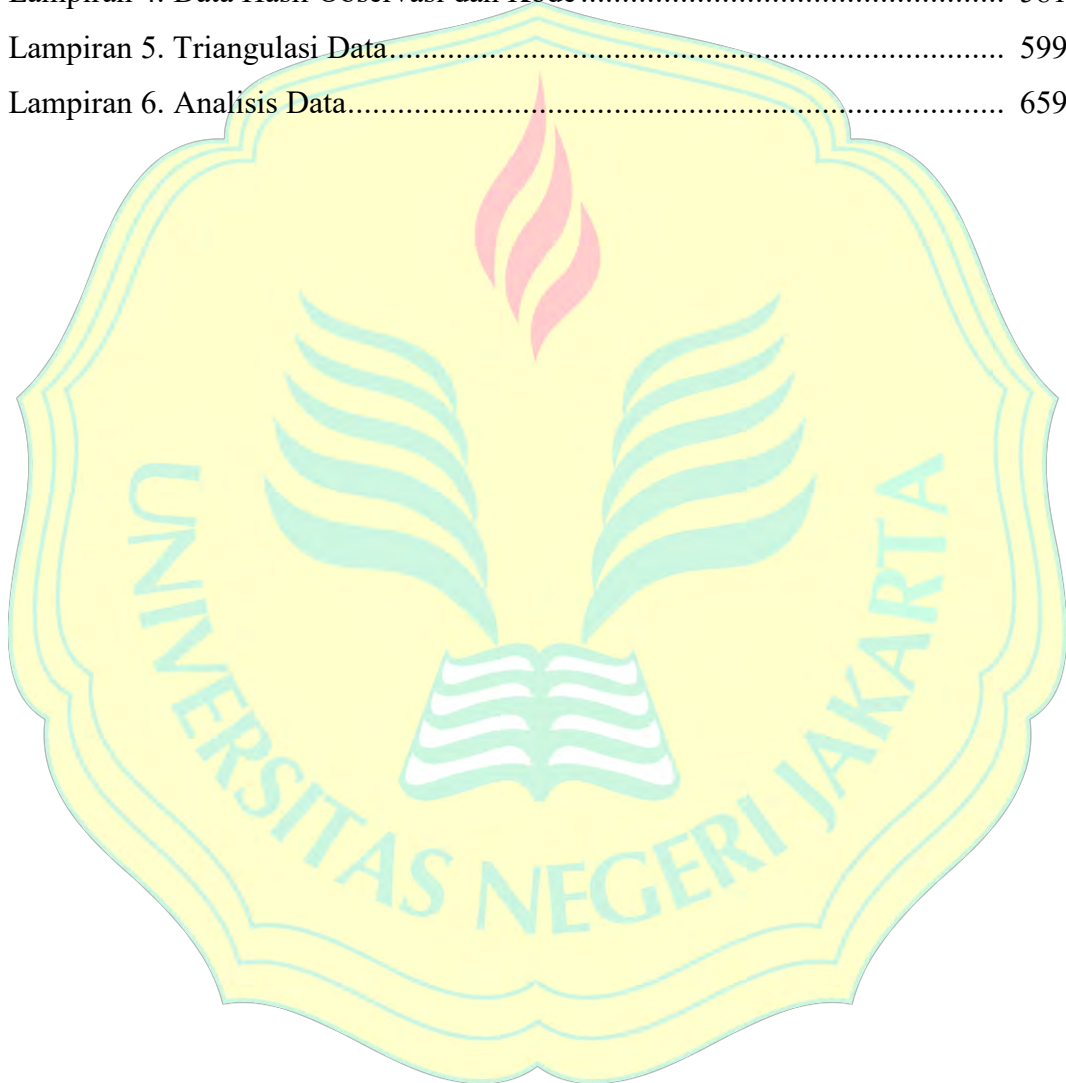 Lampiran 4. Data Hasil Observasi dan Kode..................................................... 581
Lampiran 5. Triangulasi Data............................................................................. 599
Lampiran 6. Analisis Data.................................................................................. 659
UNIVERSITAS NEGERI JAKARTA